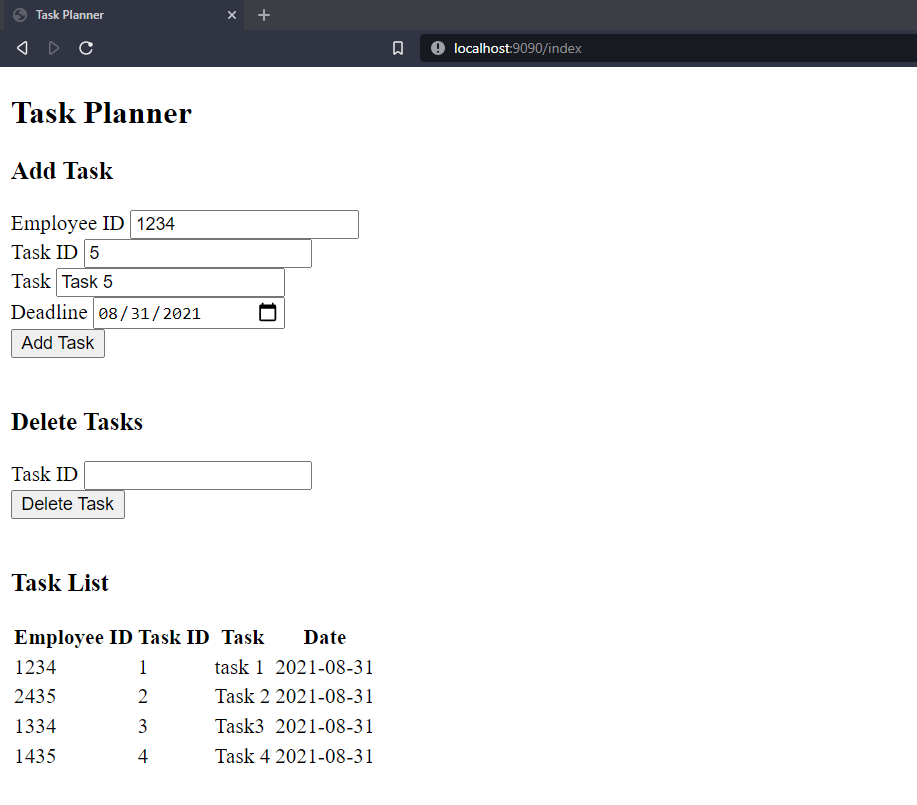 Task Planner
localhost:9090/index
Task Planner
Add Task
Employee ID 1234
Task ID 5
Task Task 5
Deadline 08/31/2021
Add Task
Delete Tasks
Task ID
Delete Task
Task List
Employee ID Task ID Task Date
1234 1 task 1 2021-08-31
2435 2 Task 2 2021-08-31
1334 3 Task3 2021-08-31
1435 4 Task 4 2021-08-31